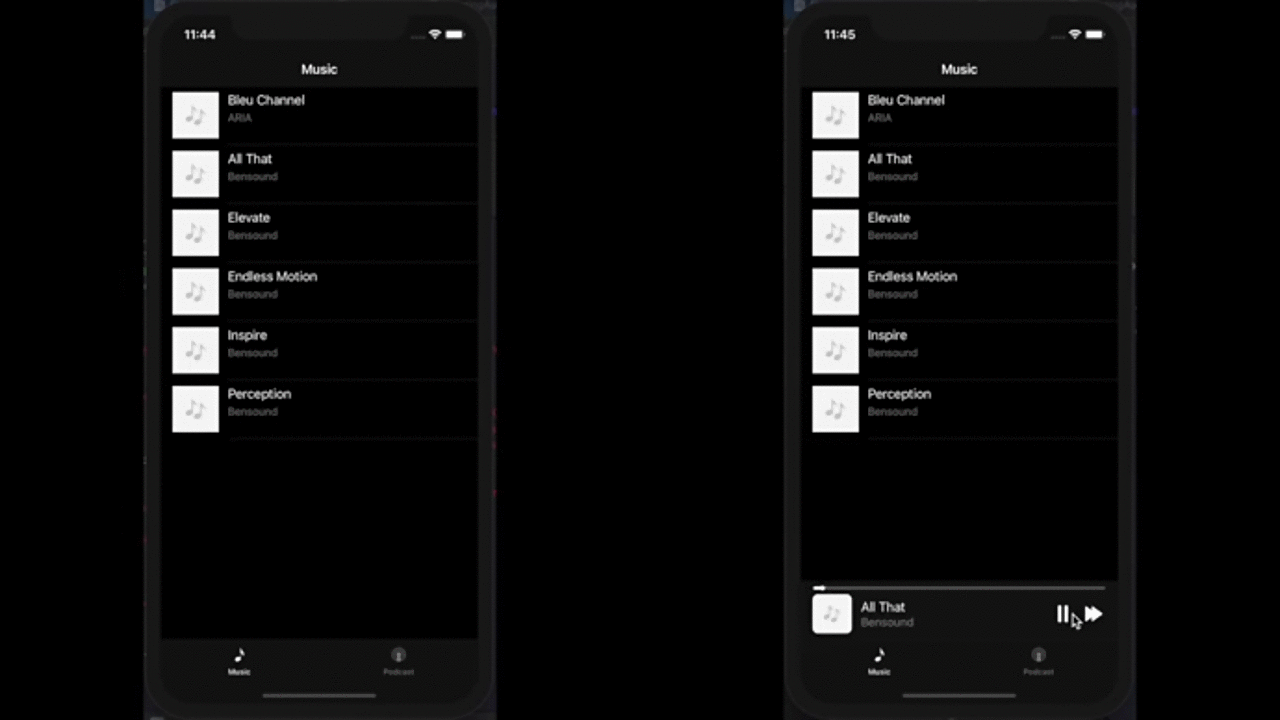 11:44
Music
Bleu Channel
ARIA
All That
Bensound
Elevate
Bensound
Endless Motion
Bensound
Inspire
Bensound
Perception
Bensound
Music
Podcast
11:45
Music
Bleu Channel
ARIA
All That
Bensound
Elevate
Bensound
Endless Motion
Bensound
Inspire
Bensound
Perception
Bensound
All That
Bensound
Music
Podcast